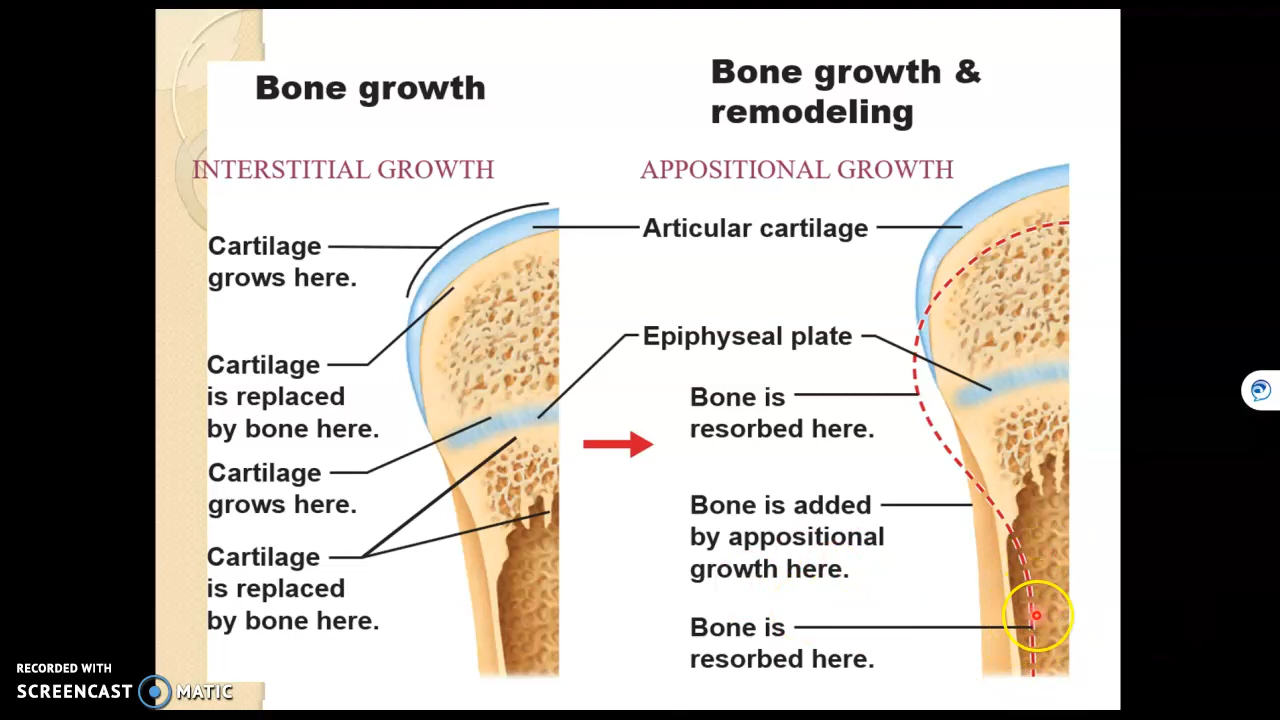 Bone growth
INTERSTITIAL GROWTH
Cartilage
grows here.
Cartilage
is replaced
by bone here.
Cartilage
grows here.
Cartilage
is replaced
by bone here.
Bone growth &
remodeling
APPOSITIONAL GROWTH
Articular cartilage
Epiphyseal plate
Bone is
resorbed here.
Bone is added
by appositional
growth here.
Bone is
resorbed here.
RECORDED WITH
SCREENCAST MATIC